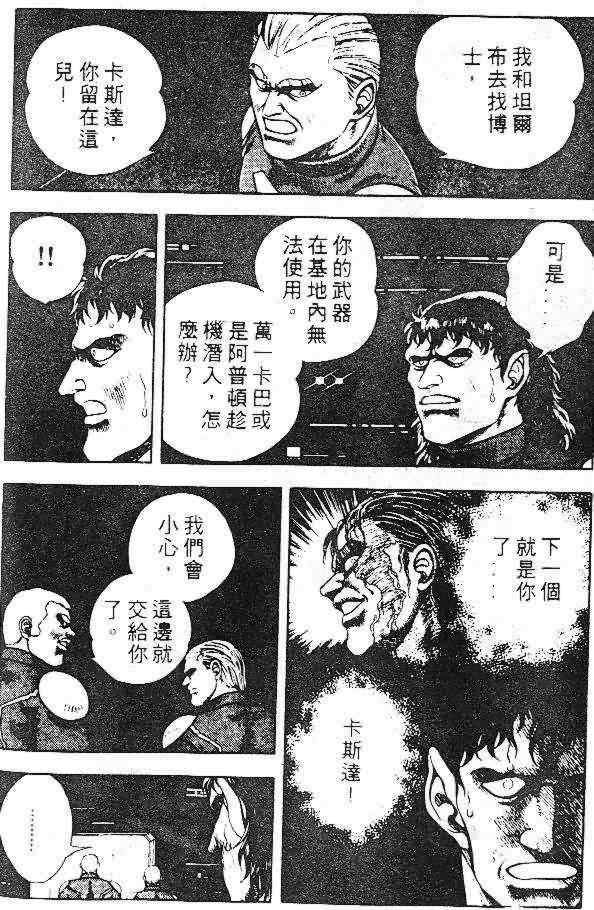 我和坦爾
布去找博
士，
卡斯達，
你留在這
兒！
可是
．．．．
你的武器
在基地內無
法使用。
萬一卡巴或
是阿普頓趁
機潛入，怎
麼辦？
!!
下一個
就是你
了．．．．
卡斯達！
我們會
小心，
這邊就
交給你
了。
………